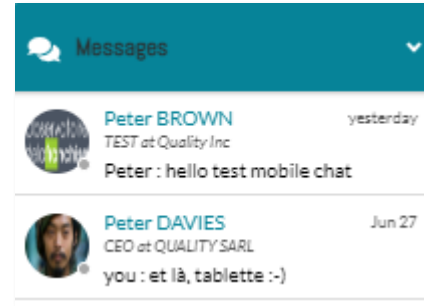 Messages
Peter BROWN yesterday
TEST at Quality Inc
Peter : hello test mobile chat
Peter DAVIES Jun 27
CEO at QUALITY SARL
you : et là, tablette :-)